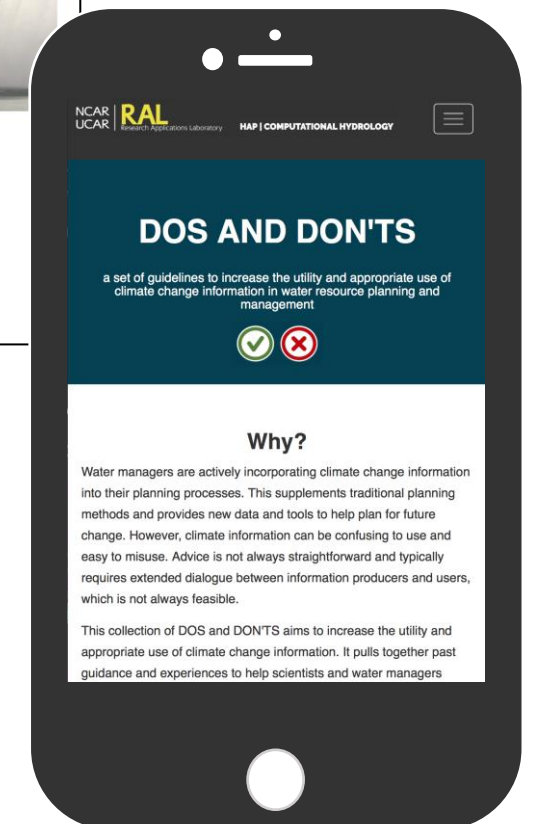 NCAR
UCAR
RAL
Research Applications Laboratory
HAP | COMPUTATIONAL HYDROLOGY
DOS AND DON'TS
a set of guidelines to increase the utility and appropriate use of
climate change information in water resource planning and
management
Why?
Water managers are actively incorporating climate change information
into their planning processes. This supplements traditional planning
methods and provides new data and tools to help plan for future
change. However, climate information can be confusing to use and
easy to misuse. Advice is not always straightforward and typically
requires extended dialogue between information producers and users,
which is not always feasible.
This collection of DOS and DON'TS aims to increase the utility and
appropriate use of climate change information. It pulls together past
guidance and experiences to help scientists and water managers